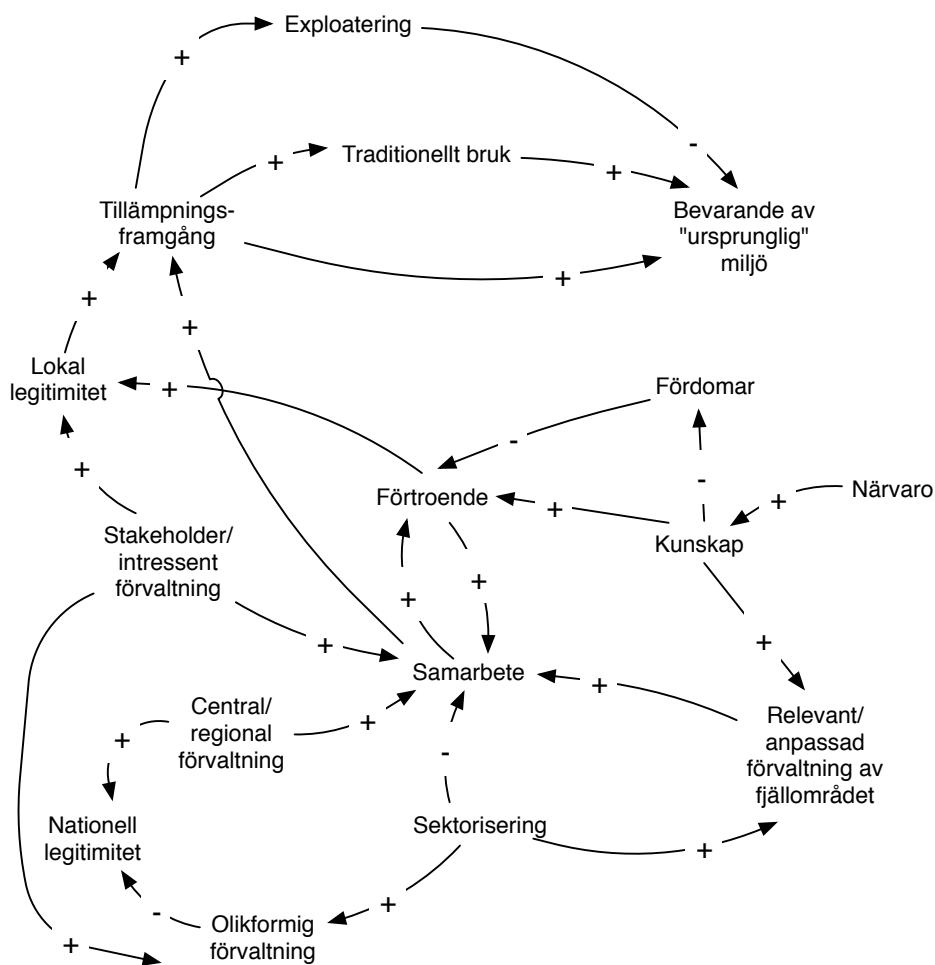 Exploatering
+
-
Traditionellt bruk
+
+
Tillämpnings-
framgång
Bevarande av
"ursprunglig"
miljö
+
+
+
Lokal
legitimitet
+
Fördomar
-
+
Förtroende
+
-
+
Närvaro
Stakeholder/
intressent
förvaltning
Kunskap
+
+
+
+
Samarbete
+
Central/
regional
förvaltning
+
+
-
Relevant/
anpassad
förvaltning av
fjällområdet
Nationell
legitimitet
Sektorisering
+
-
+
Olikformig
förvaltning
+